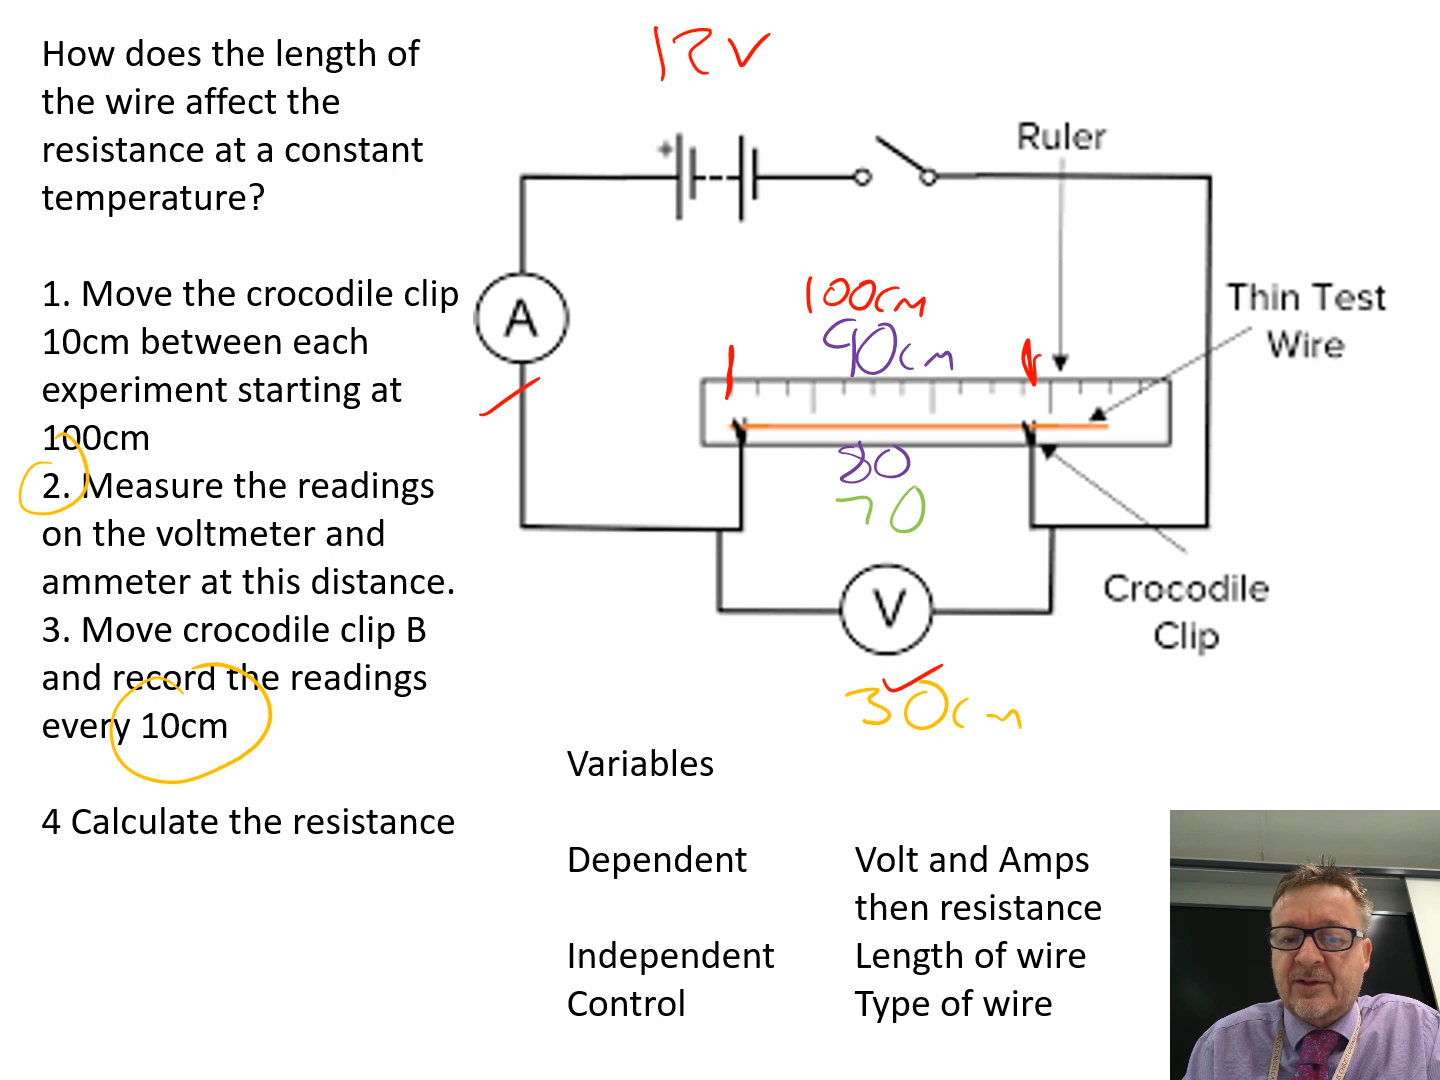 How does the length of
the wire affect the
resistance at a constant
temperature?
1. Move the crocodile clip
10cm between each
experiment starting at
100cm
2. Measure the readings
on the voltmeter and
ammeter at this distance.
3. Move crocodile clip B
and record the readings
every 10cm
4 Calculate the resistance
12V
Ruler
A
100cm
90cm
Thin Test
Wire
80
70
V
Crocodile
Clip
30cm
Variables
Dependent Volt and Amps
then resistance
Independent Length of wire
Control Type of wire